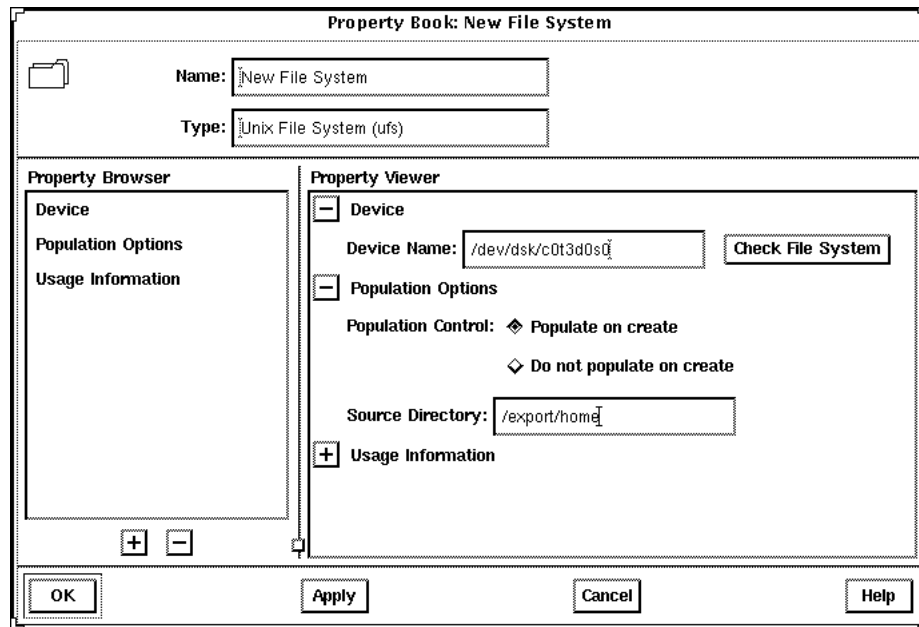 Property Book: New File System
Name: New File System
Type: Unix File System (ufs)
Property Browser
Device
Population Options
Usage Information
Property Viewer
Device
Device Name: /dev/dsk/c0t3d0s0 Check File System
Population Options
Population Control: Populate on create
Do not populate on create
Source Directory: /export/home
Usage Information
OK Apply Cancel Help